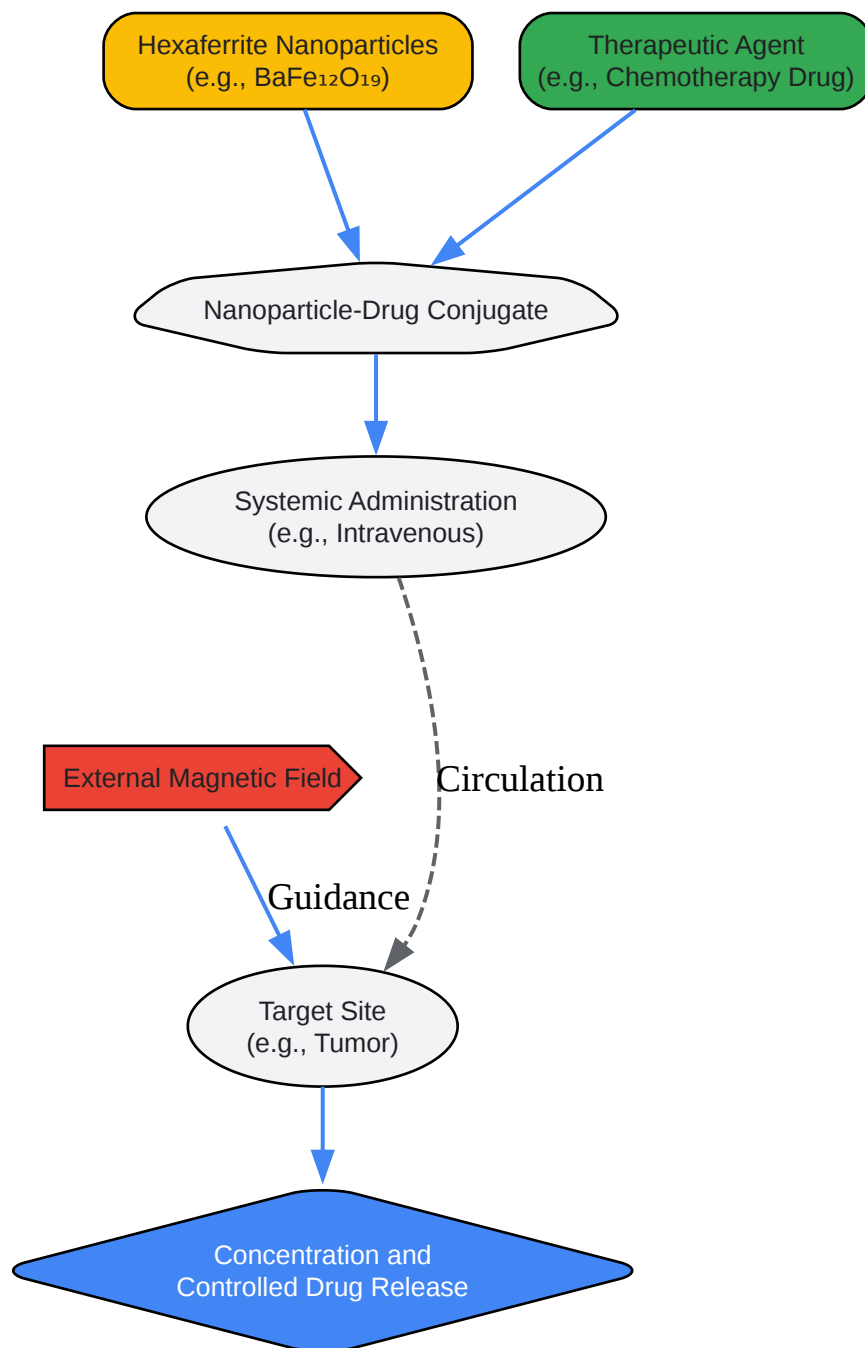 Hexaferrite Nanoparticles
(e.g., BaFe₁₂O₁₉)
Therapeutic Agent
(e.g., Chemotherapy Drug)
Nanoparticle-Drug Conjugate
Systemic Administration
(e.g., Intravenous)
External Magnetic Field
Circulation
Guidance
Target Site
(e.g., Tumor)
Concentration and
Controlled Drug Release